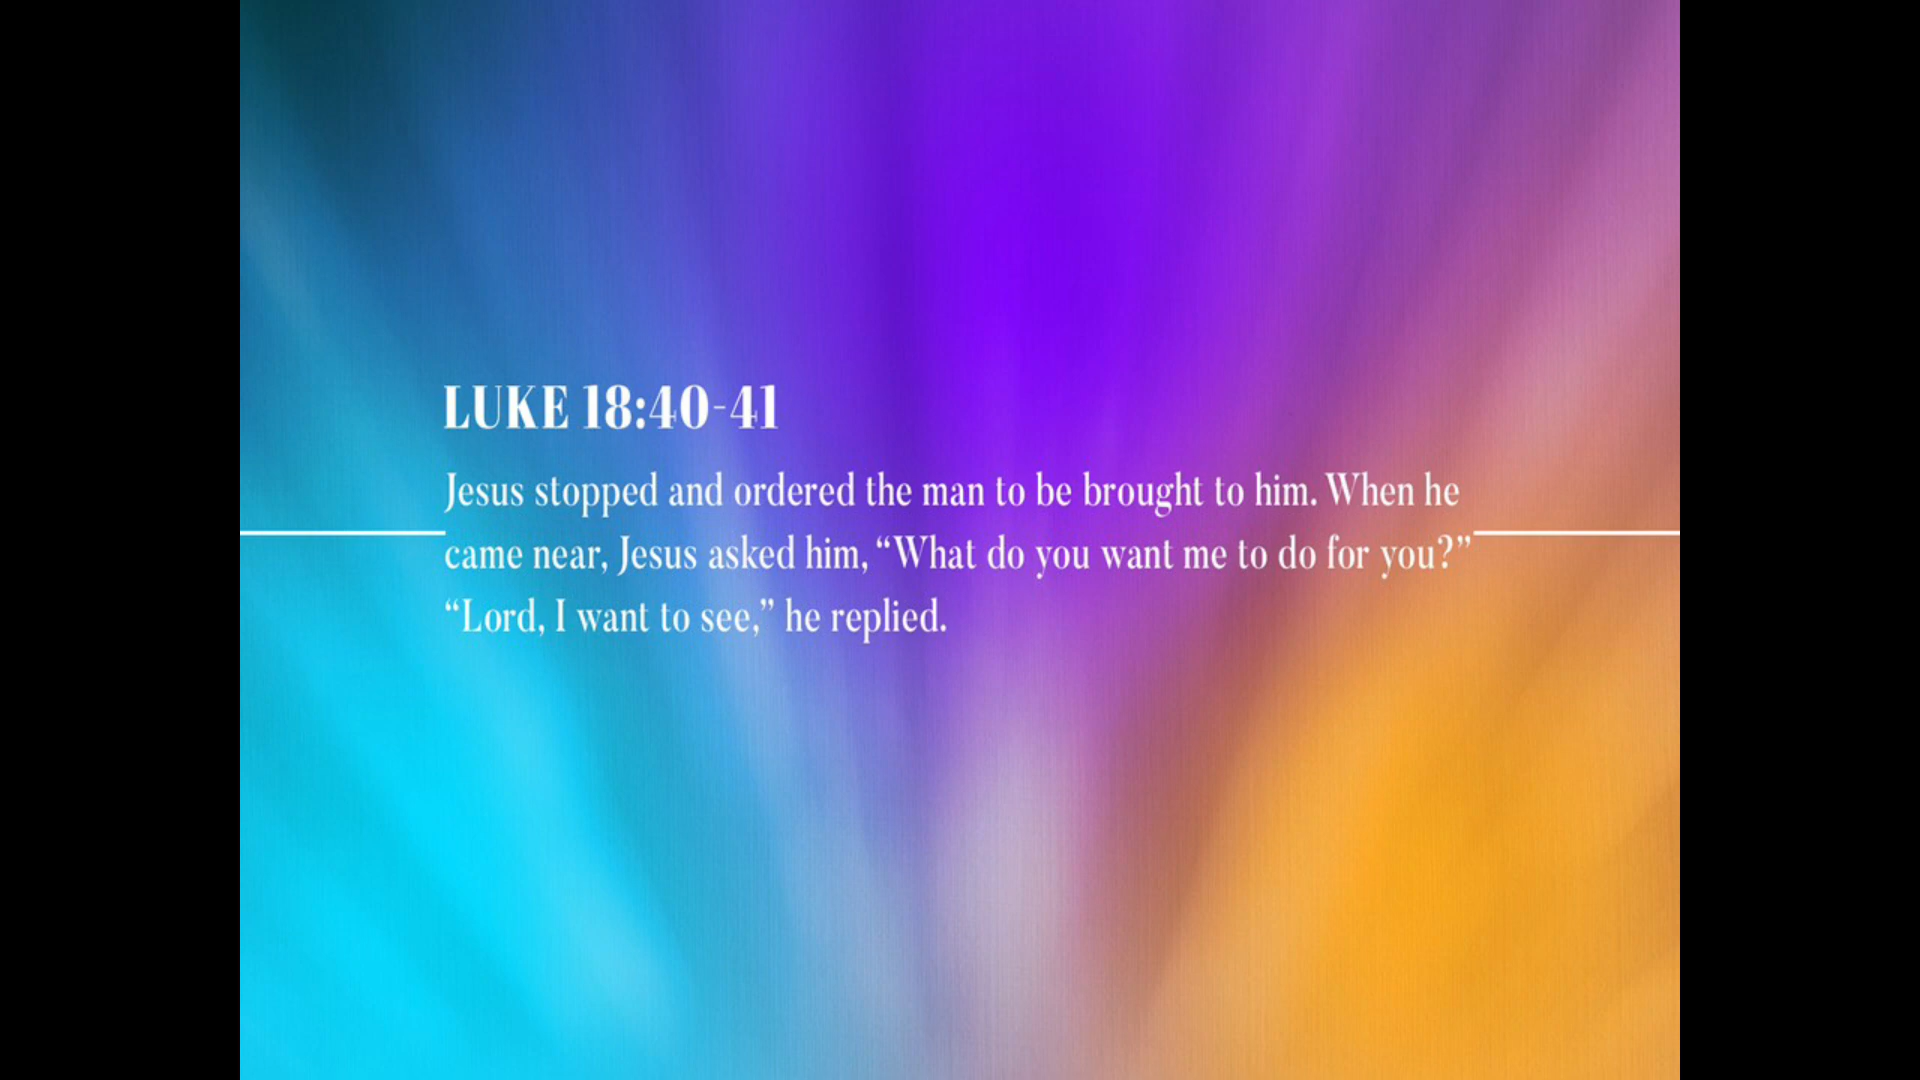 LUKE 18:40-41
Jesus stopped and ordered the man to be brought to him. When he
came near, Jesus asked him, “What do you want me to do for you?”
“Lord, I want to see,” he replied.